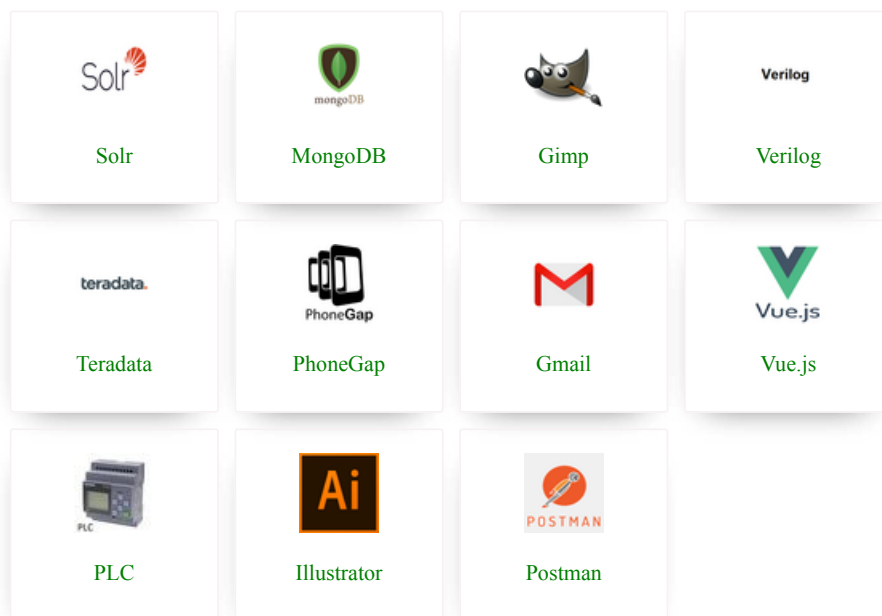 Solr
mongoDB
Verilog
Solr
MongoDB
Gimp
Verilog
teradata.
PhoneGap
Vue.js
Teradata
PhoneGap
Gmail
Vue.js
PLC
Ai
POSTMAN
PLC
Illustrator
Postman